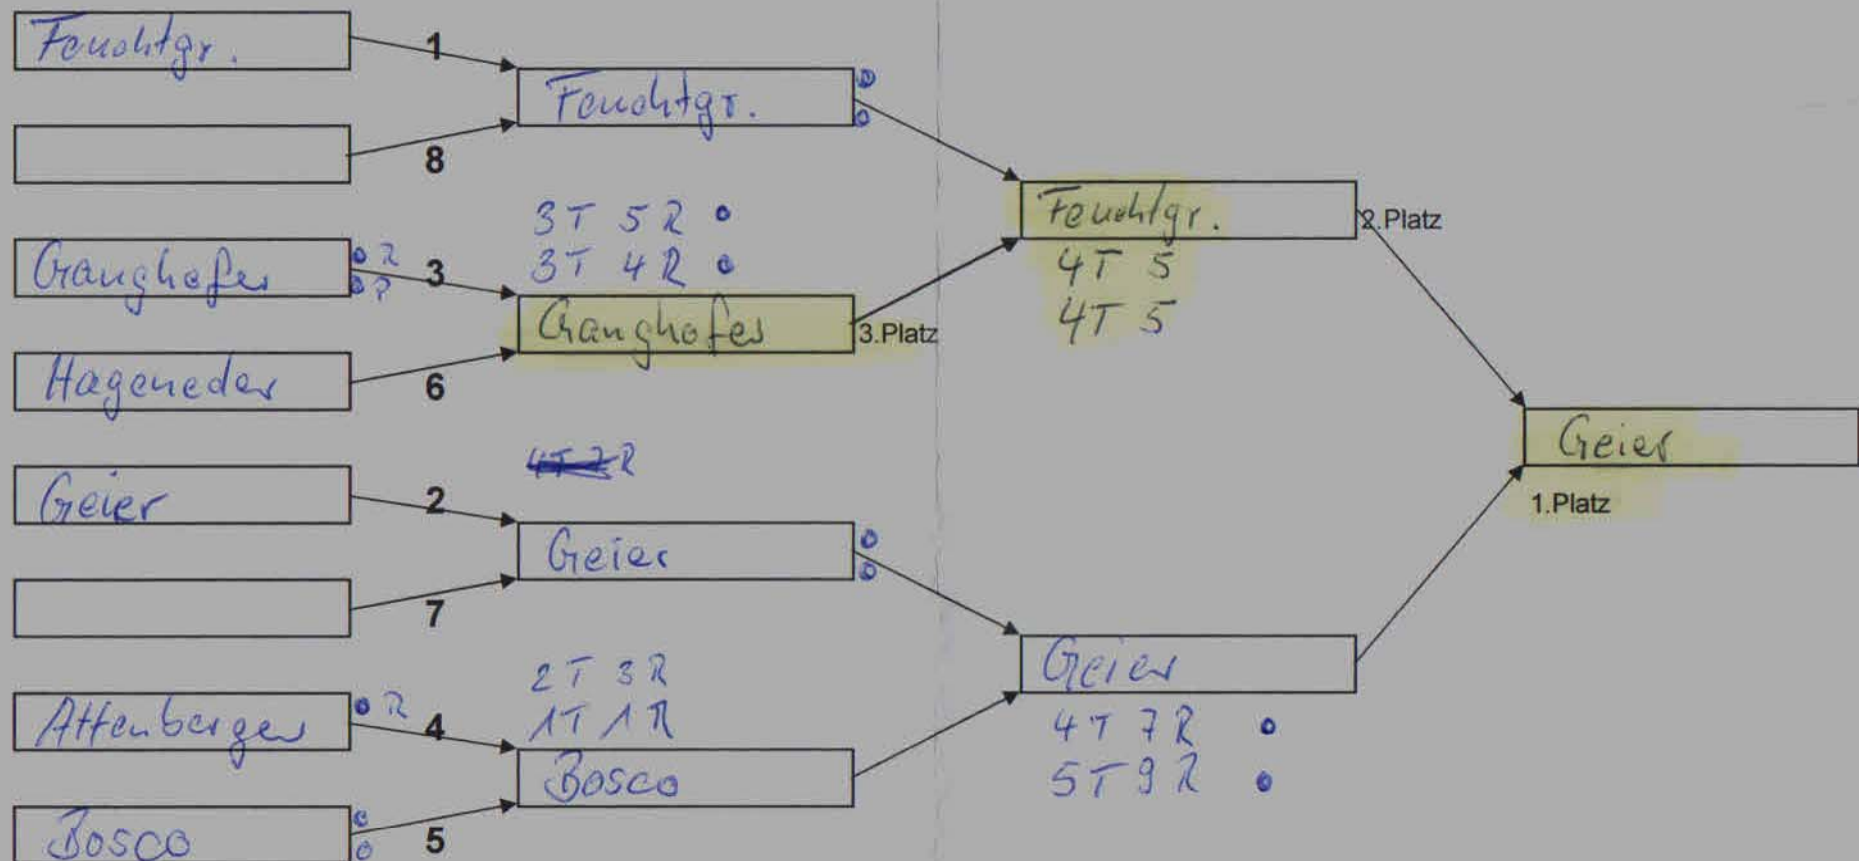 Feuchtgr.
1
Feuchtgr.
8
3T 5R
3T 4R
Feuchtgr.
2.Platz
4T 5
4T 5
Ganghofer
R
R
3
Ganghofer
3.Platz
Hageneder
6
Geier
1.Platz
4T 7R
Geier
2
Geier
7
2T 3R
1T 1R
Geier
4T 7R
5T 9R
Attenberger
R
4
Bosco
Bosco
5